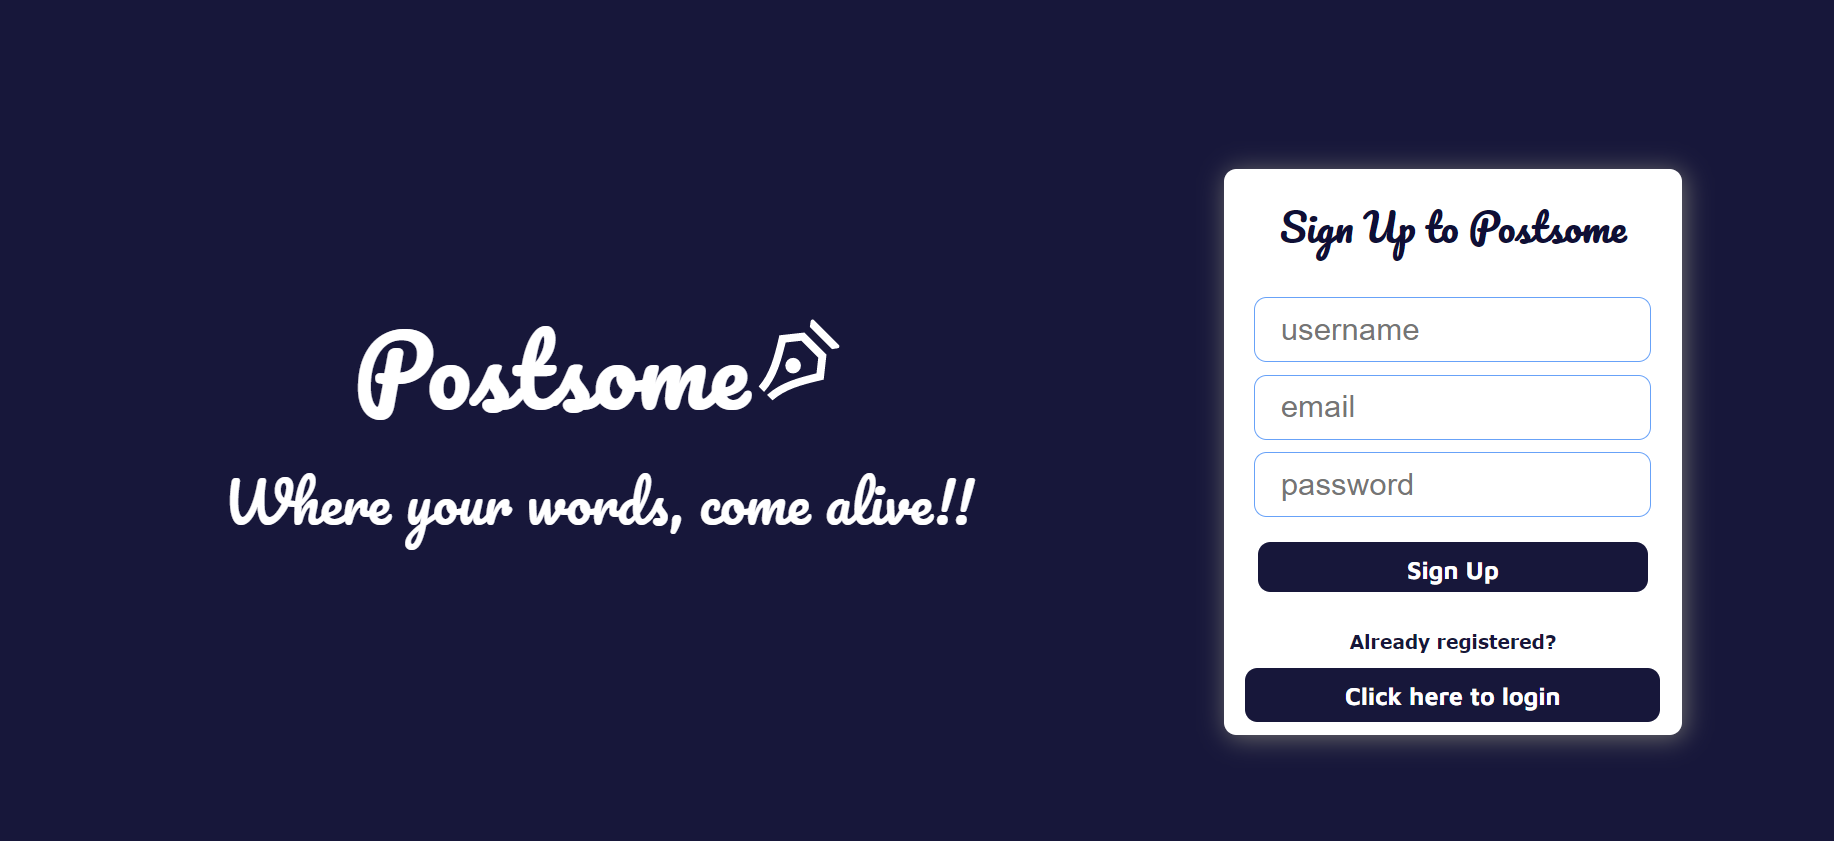 Postsome
Where your words, come alive!!
Sign Up to Postsome
username
email
password
Sign Up
Already registered?
Click here to login